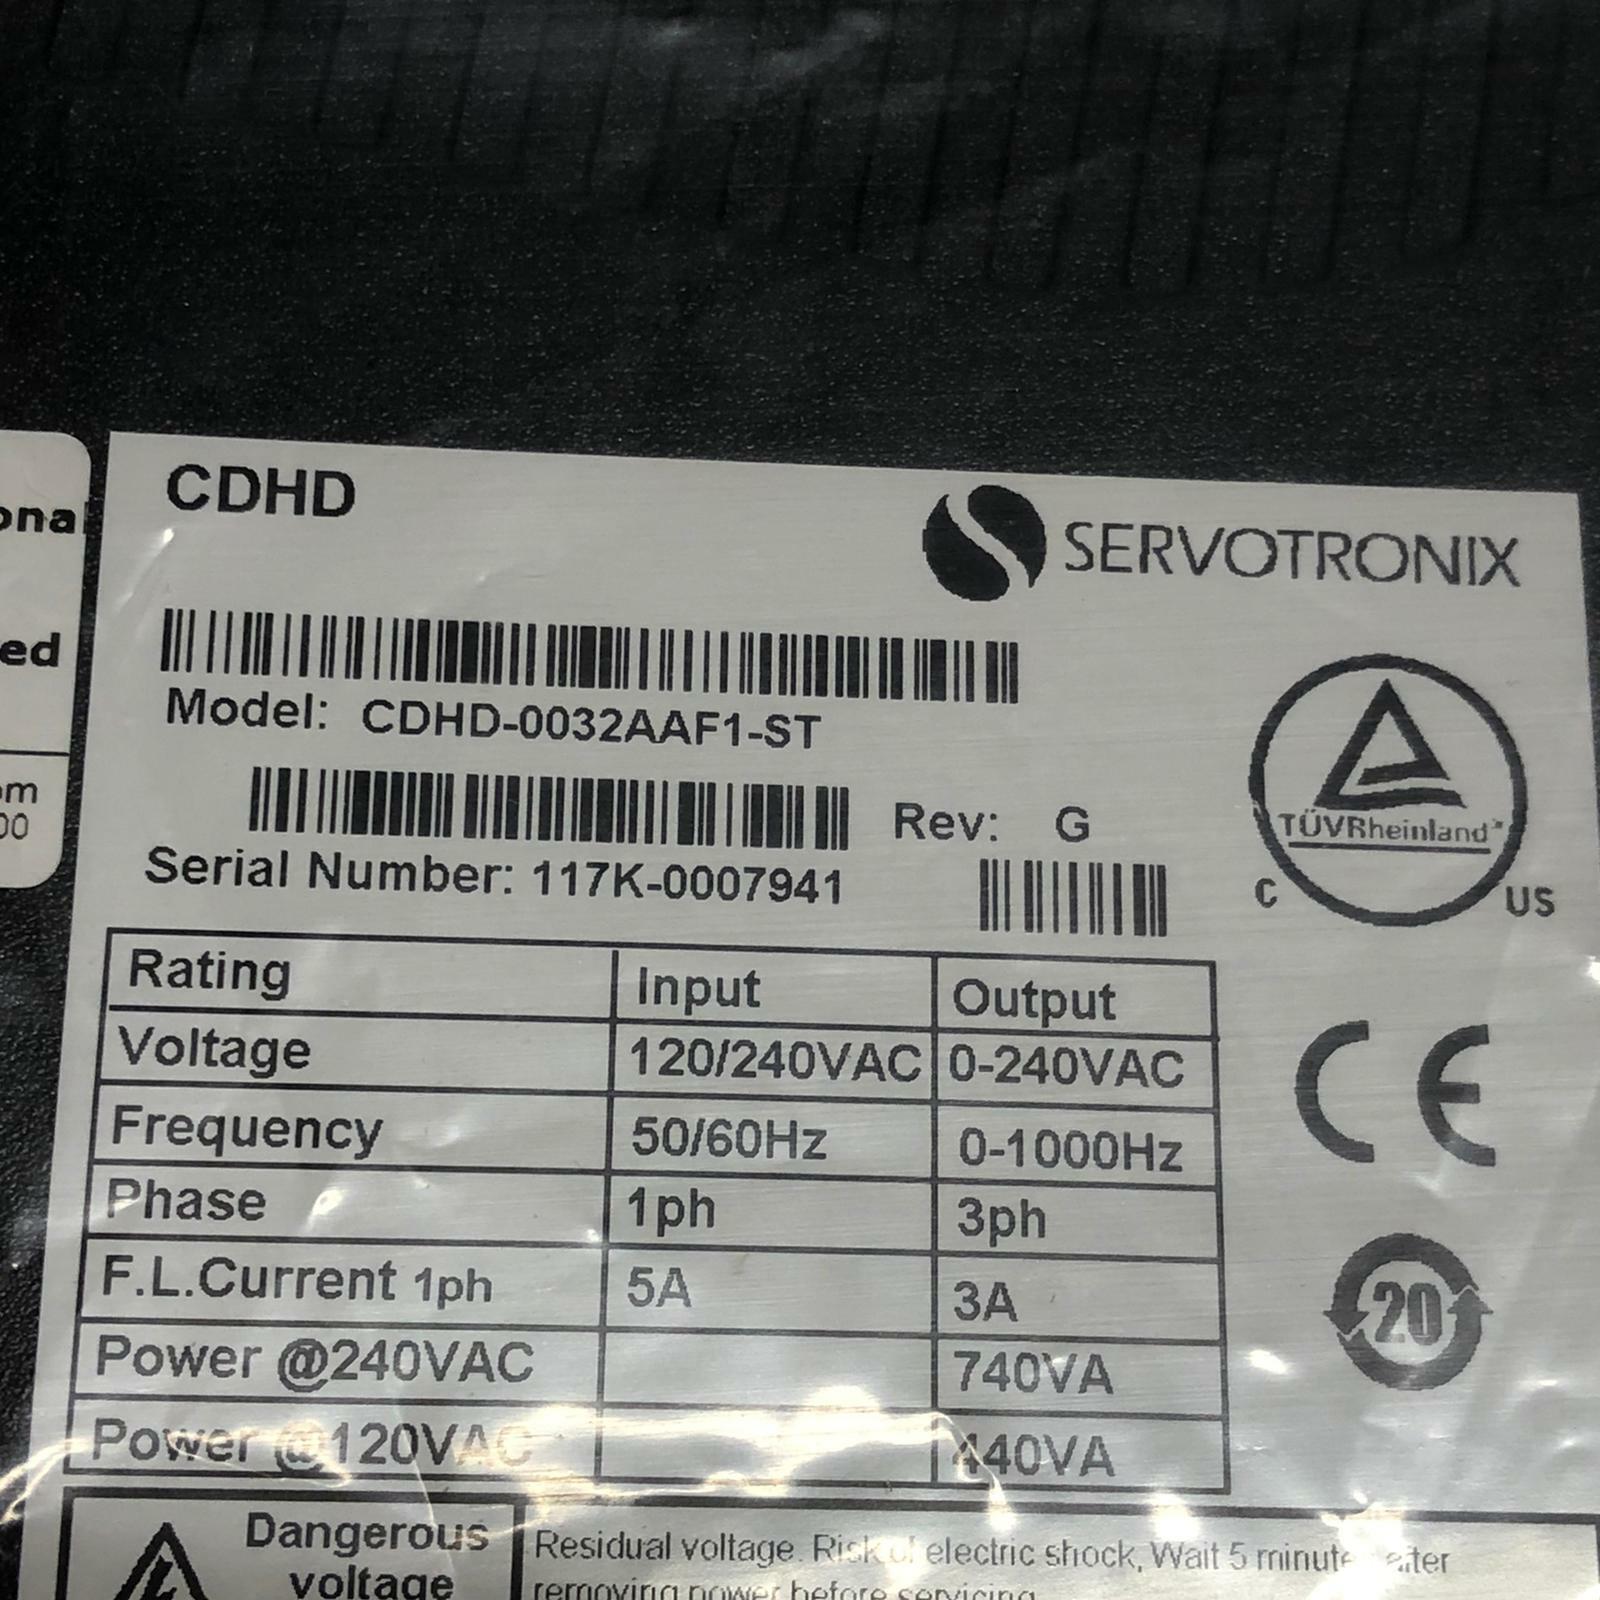 CDHD
SERVOTRONIX
Model: CDHD-0032AAF1-ST
Rev: G
Serial Number: 117K-0007941
TÜVRheinland
C US
Rating Input Output
Voltage 120/240VAC 0-240VAC
Frequency 50/60Hz 0-1000Hz
Phase 1ph 3ph
F.L.Current 1ph 5A 3A
Power @240VAC 740VA
Power @120VAC 440VA
CE
20
Dangerous
voltage
Residual voltage. Risk of electric shock, Wait 5 minutes after
removing power before servicing
onal
ed
om
00